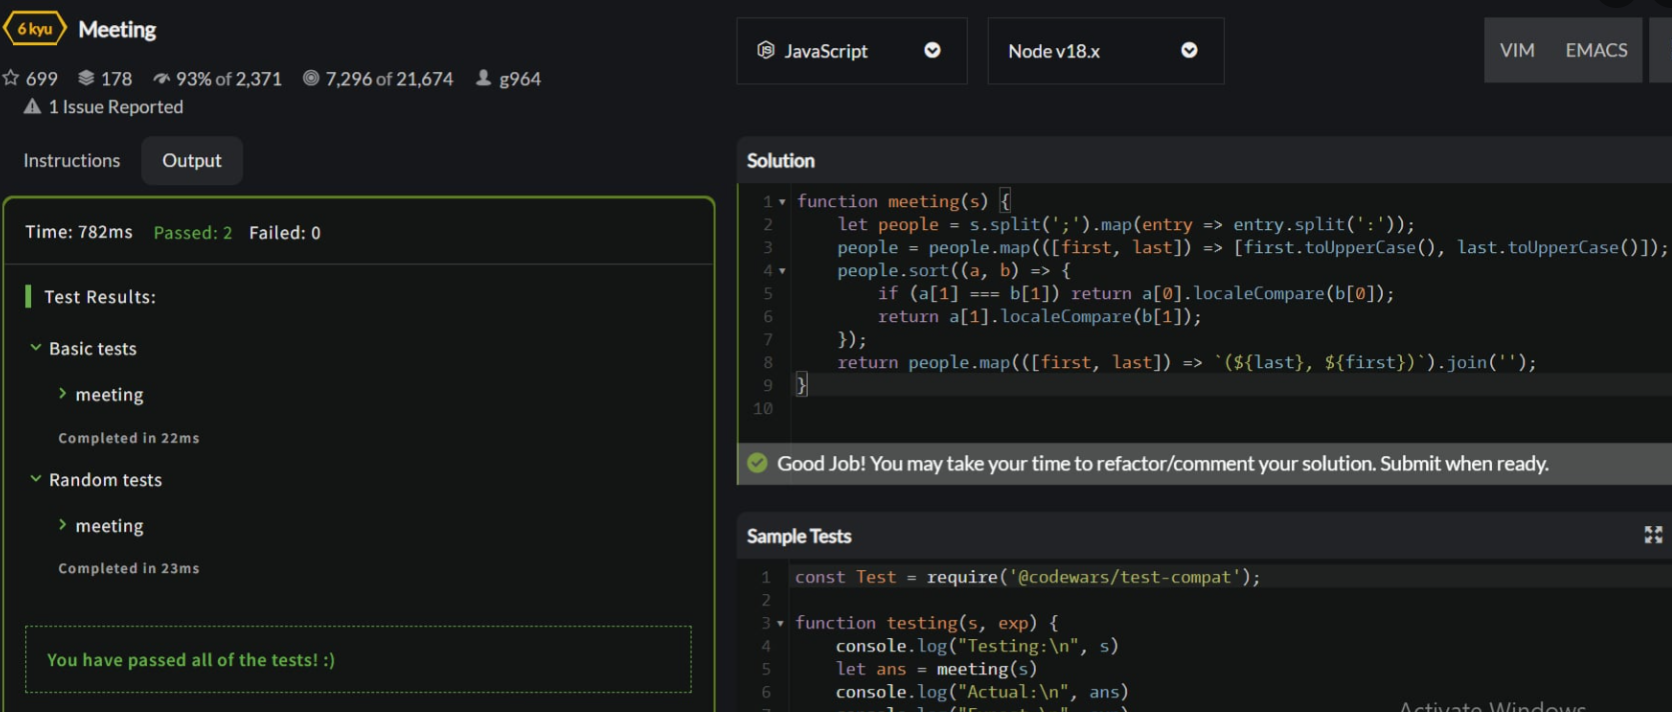 6 kyu Meeting
699 178 93% of 2,371 7,296 of 21,674 g964
1 Issue Reported
Instructions Output
Time: 782ms Passed: 2 Failed: 0
Test Results:
Basic tests
meeting
Completed in 22ms
Random tests
meeting
Completed in 23ms
You have passed all of the tests! :)
JavaScript Node v18.x VIM EMACS
Solution
1 function meeting(s) {
2 let people = s.split(';').map(entry => entry.split(':'));
3 people = people.map(([first, last]) => [first.toUpperCase(), last.toUpperCase()]);
4 people.sort((a, b) => {
5 if (a[1] === b[1]) return a[0].localeCompare(b[0]);
6 return a[1].localeCompare(b[1]);
7 });
8 return people.map(([first, last]) => `(${last}, ${first})`).join('');
9 }
10
Good Job! You may take your time to refactor/comment your solution. Submit when ready.
Sample Tests
1 const Test = require('@codewars/test-compat');
2
3 function testing(s, exp) {
4 console.log("Testing:\n", s)
5 let ans = meeting(s)
6 console.log("Actual:\n", ans)
Activate Windows